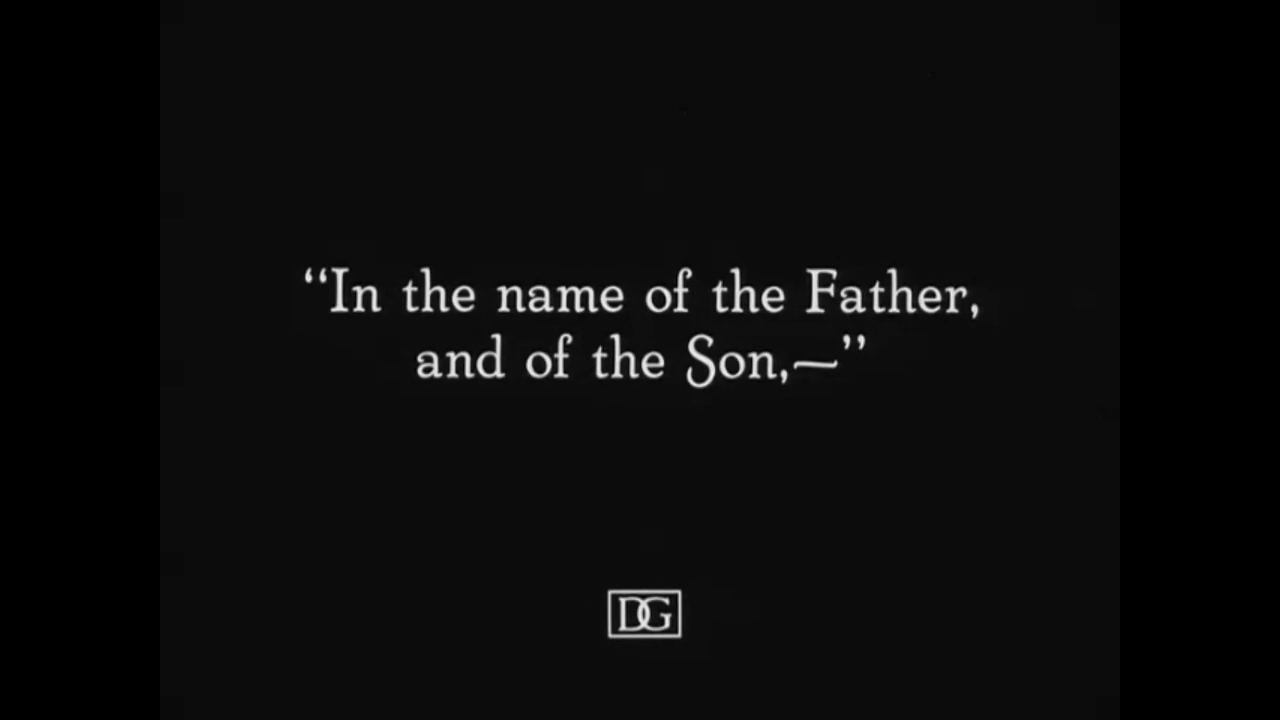 “In the name of the Father,
and of the Son,—”
DG